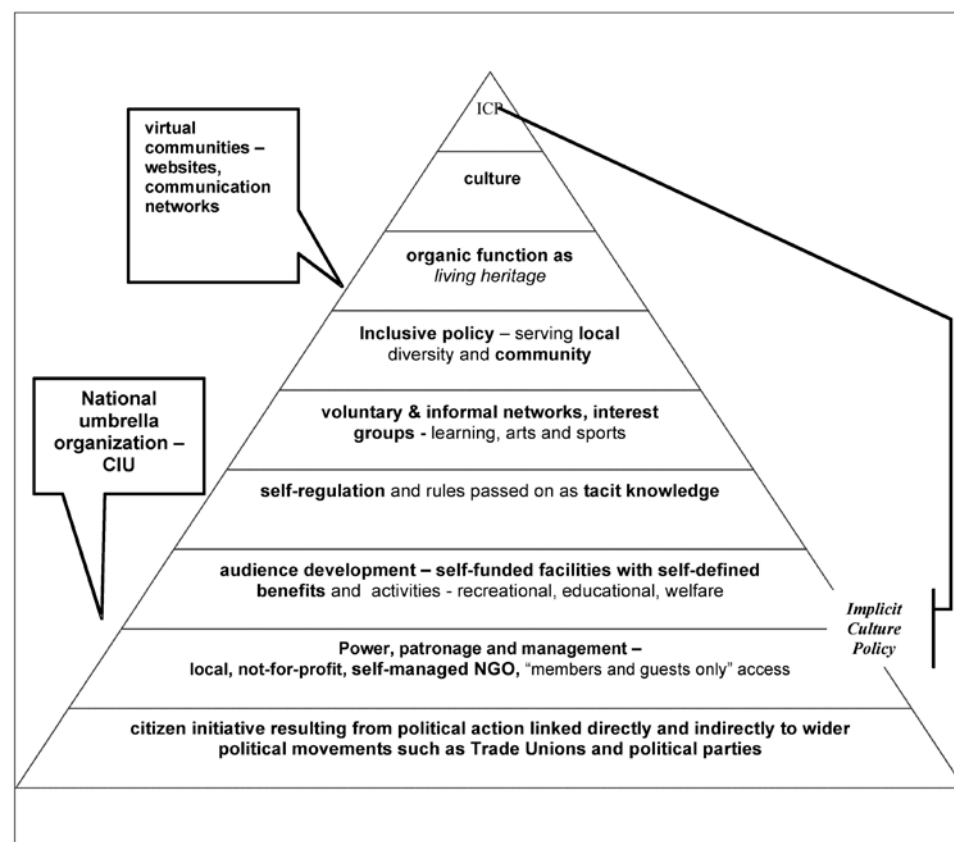 ICP
virtual
communities –
websites,
communication
networks
culture
organic function as
living heritage
Inclusive policy – serving local
diversity and community
National
umbrella
organization –
CIU
voluntary & informal networks, interest
groups - learning, arts and sports
self-regulation and rules passed on as tacit knowledge
audience development – self-funded facilities with self-defined
benefits and activities - recreational, educational, welfare
Implicit
Culture
Policy
Power, patronage and management –
local, not-for-profit, self-managed NGO, “members and guests only” access
citizen initiative resulting from political action linked directly and indirectly to wider
political movements such as Trade Unions and political parties